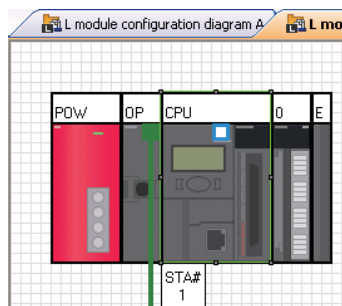 L module configuration diagram A
L mo
POW
OP
CPU
0
E
STA#
1